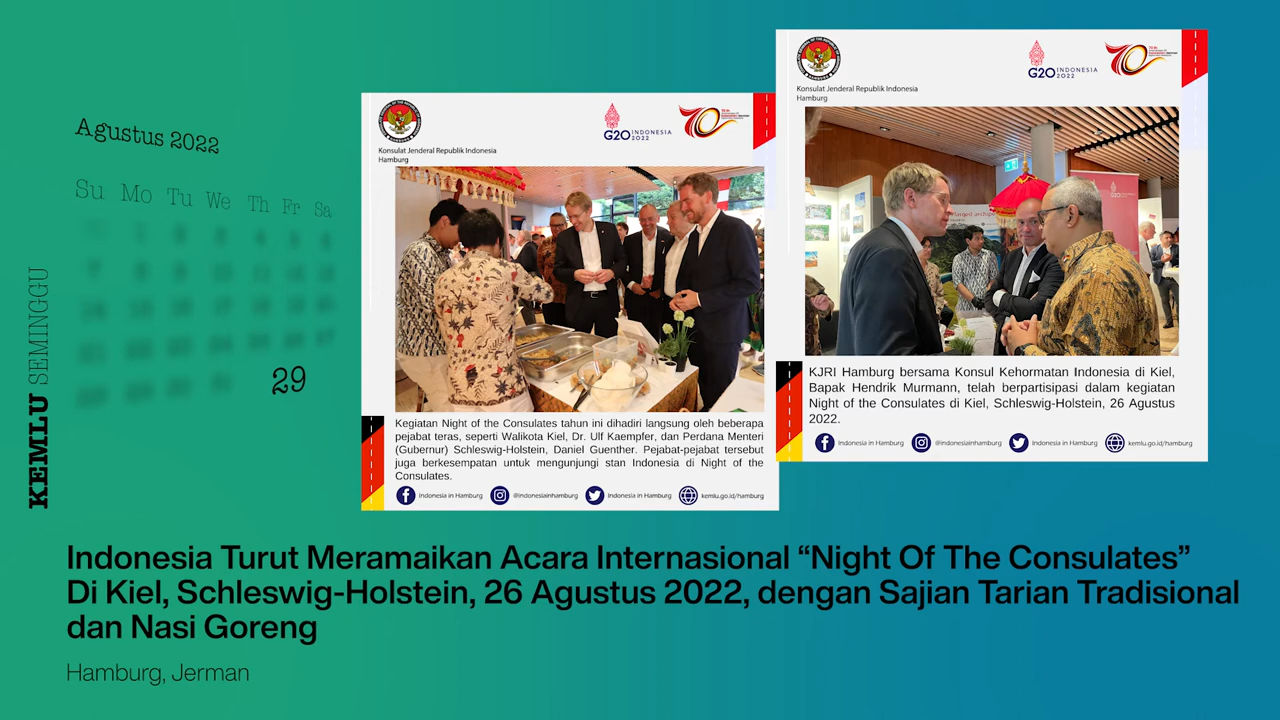 Agustus 2022
Su Mo Tu We Th Fr Sa
29
KEMLU SEMINGGU
Konsulat Jenderal Republik Indonesia
Hamburg
G20 INDONESIA
2022
Kegiatan Night of the Consulates tahun ini dihadiri langsung oleh beberapa
pejabat teras, seperti Walikota Kiel, Dr. Ulf Kaempfer, dan Perdana Menteri
(Gubernur) Schleswig-Holstein, Daniel Guenther. Pejabat-pejabat tersebut
juga berkesempatan untuk mengunjungi stan Indonesia di Night of the
Consulates.
Indonesia in Hamburg @indonesiainhamburg Indonesia in Hamburg kemlu.go.id/hamburg
Konsulat Jenderal Republik Indonesia
Hamburg
G20 INDONESIA
2022
KJRI Hamburg bersama Konsul Kehormatan Indonesia di Kiel,
Bapak Hendrik Murmann, telah berpartisipasi dalam kegiatan
Night of the Consulates di Kiel, Schleswig-Holstein, 26 Agustus
2022.
Indonesia in Hamburg @indonesiainhamburg Indonesia in Hamburg kemlu.go.id/hamburg
Indonesia Turut Meramaikan Acara Internasional “Night Of The Consulates”
Di Kiel, Schleswig-Holstein, 26 Agustus 2022, dengan Sajian Tarian Tradisional
dan Nasi Goreng
Hamburg, Jerman